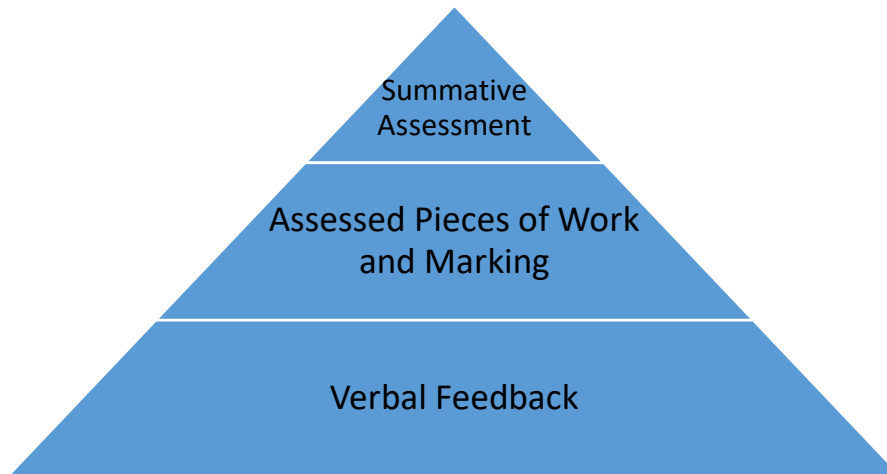 Summative
Assessment
Assessed Pieces of Work
and Marking
Verbal Feedback